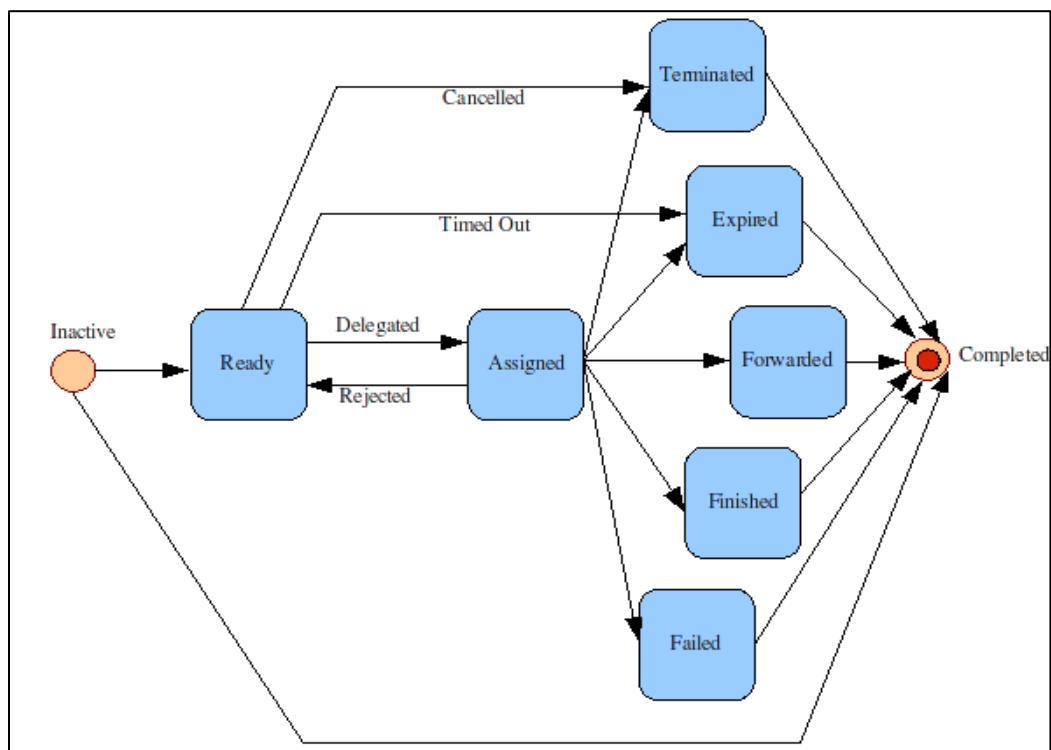 Terminated
Cancelled
Expired
Timed Out
Inactive
Delegated
Ready
Assigned
Forwarded
Completed
Rejected
Finished
Failed